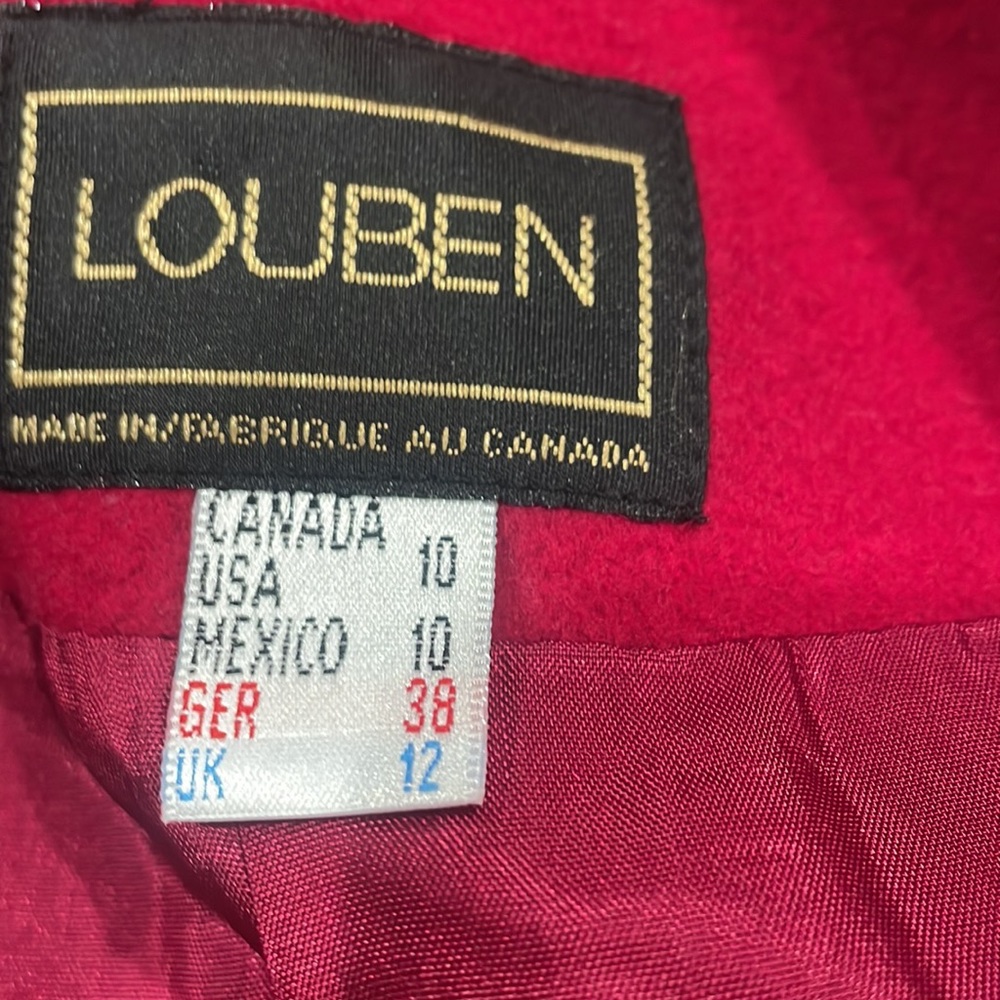 LOUBEN
MADE IN/FABRIQUE AU CANADA
CANADA
USA 10
MEXICO 10
GER 38
UK 12